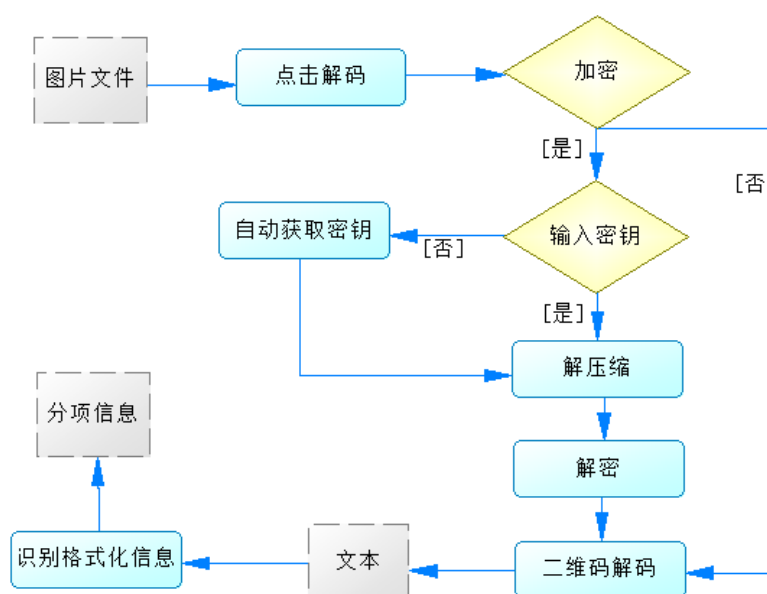 图片文件
点击解码
加密
[是]
[否
自动获取密钥
[否]
输入密钥
[是]
解压缩
分项信息
解密
识别格式化信息
文本
二维码解码